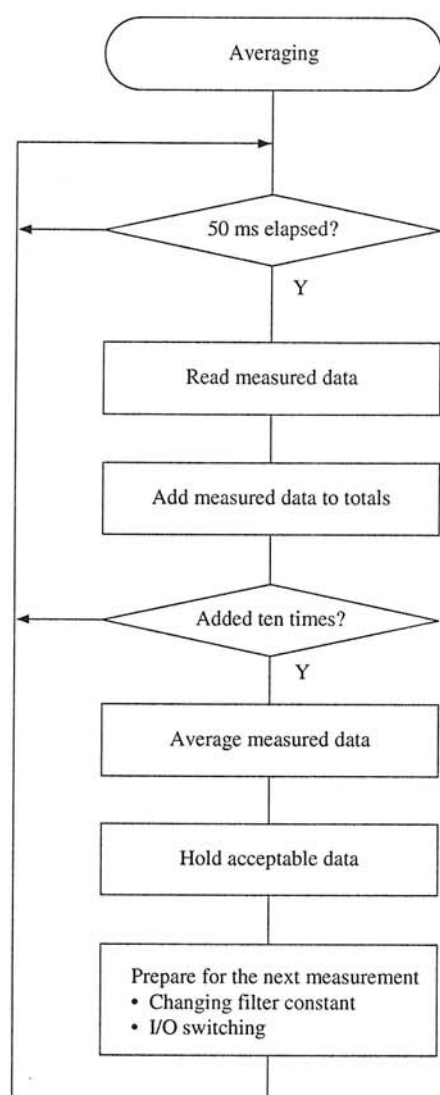 Averaging
50 ms elapsed?
Y
Read measured data
Add measured data to totals
Added ten times?
Y
Average measured data
Hold acceptable data
Prepare for the next measurement
• Changing filter constant
• I/O switching